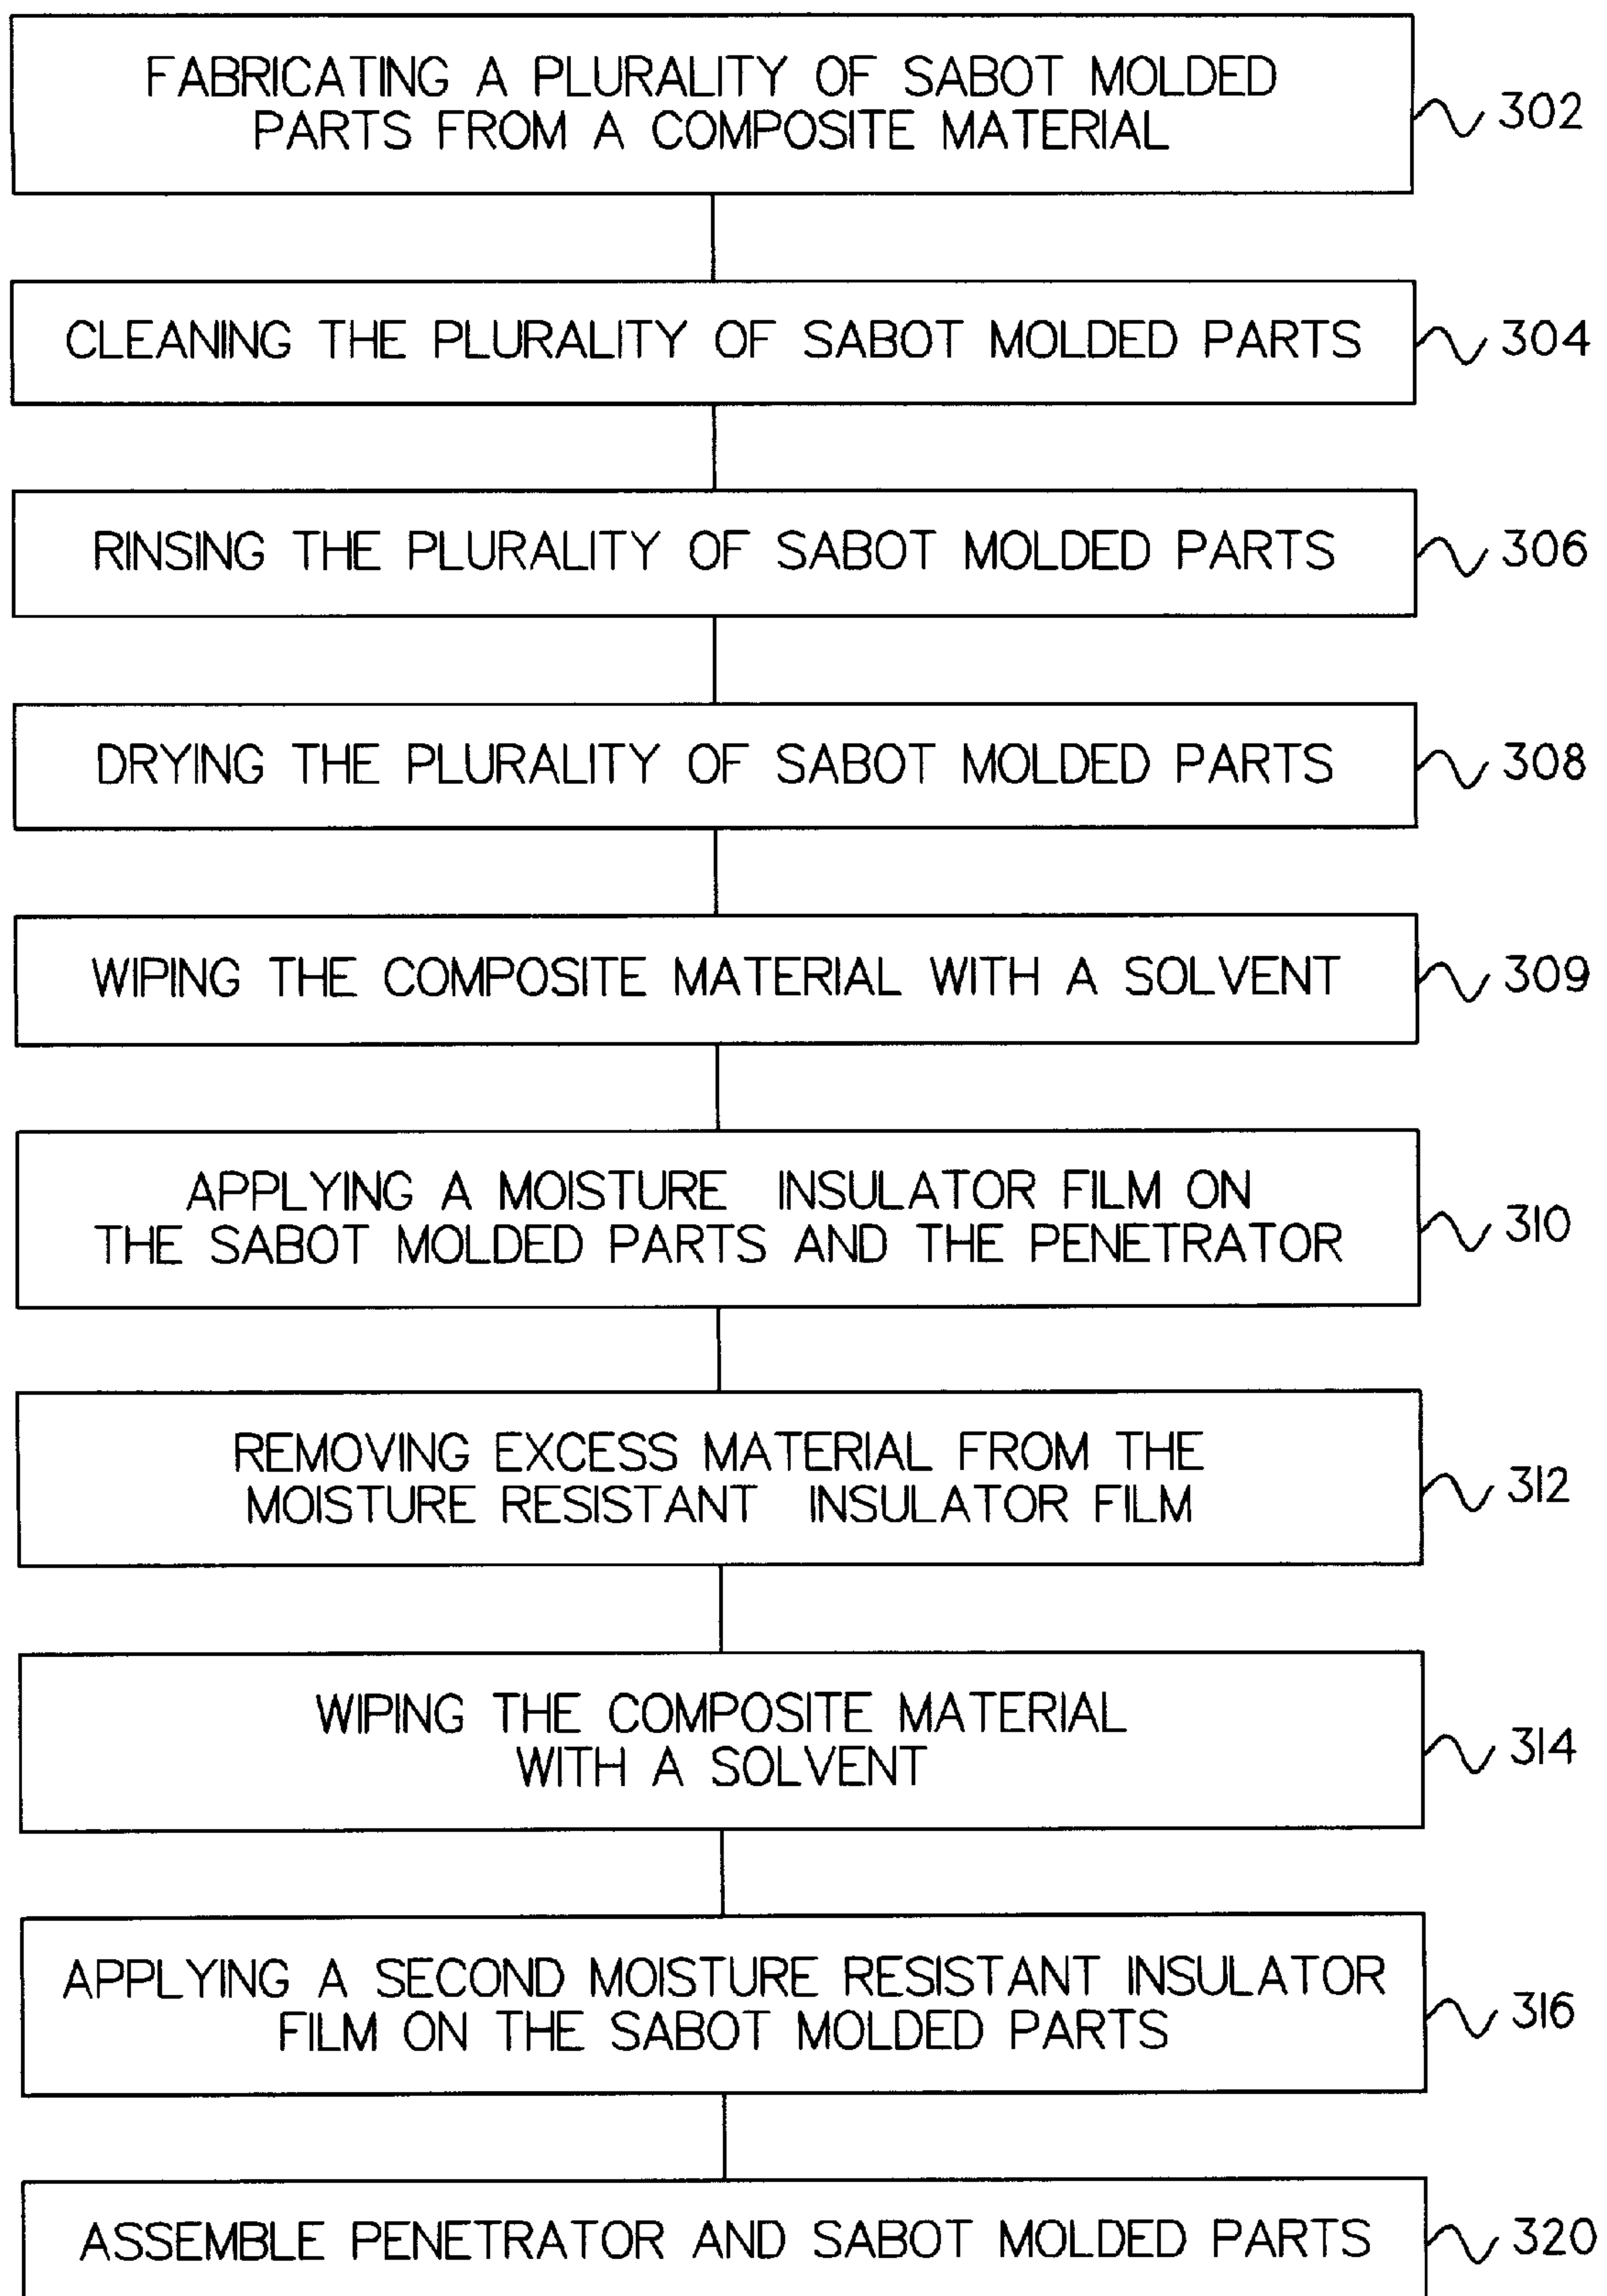 FABRICATING A PLURALITY OF SABOT MOLDED
PARTS FROM A COMPOSITE MATERIAL
302
CLEANING THE PLURALITY OF SABOT MOLDED PARTS
304
RINSING THE PLURALITY OF SABOT MOLDED PARTS
306
DRYING THE PLURALITY OF SABOT MOLDED PARTS
308
WIPING THE COMPOSITE MATERIAL WITH A SOLVENT
309
APPLYING A MOISTURE INSULATOR FILM ON
THE SABOT MOLDED PARTS AND THE PENETRATOR
310
REMOVING EXCESS MATERIAL FROM THE
MOISTURE RESISTANT INSULATOR FILM
312
WIPING THE COMPOSITE MATERIAL
WITH A SOLVENT
314
APPLYING A SECOND MOISTURE RESISTANT INSULATOR
FILM ON THE SABOT MOLDED PARTS
316
ASSEMBLE PENETRATOR AND SABOT MOLDED PARTS
320